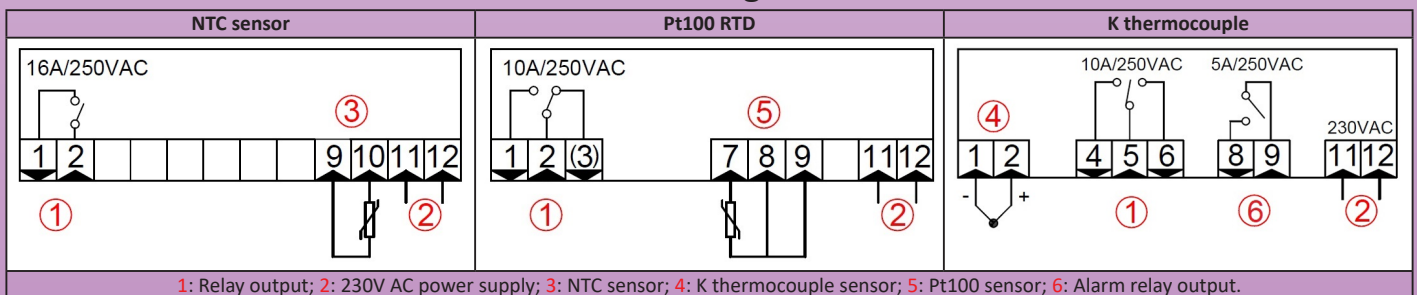 NTC sensor
Pt100 RTD
K thermocouple
16A/250VAC
③
1 2 9 10 11 12
① ②
10A/250VAC
⑤
1 2 (3) 7 8 9 11 12
① ②
10A/250VAC 5A/250VAC
④
230VAC
1 2 4 5 6 8 9 11 12
- +
① ⑥ ②
1: Relay output; 2: 230V AC power supply; 3: NTC sensor; 4: K thermocouple sensor; 5: Pt100 sensor; 6: Alarm relay output.